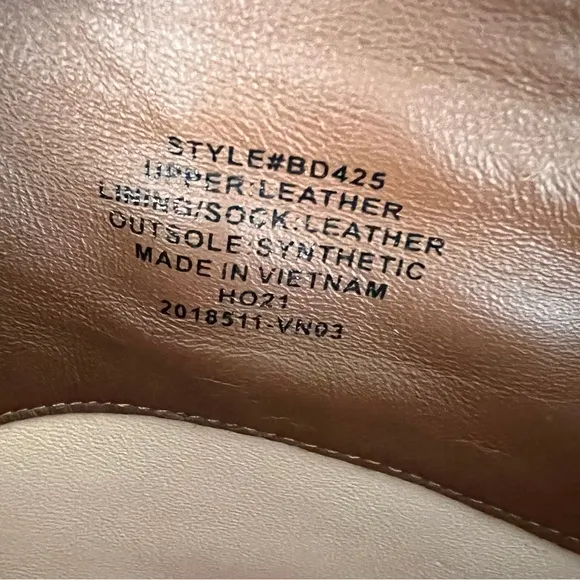 STYLE#BD425
UPPER:LEATHER
LINING/SOCK:LEATHER
OUTSOLE:SYNTHETIC
MADE IN VIETNAM
HO21
2018511-VN03